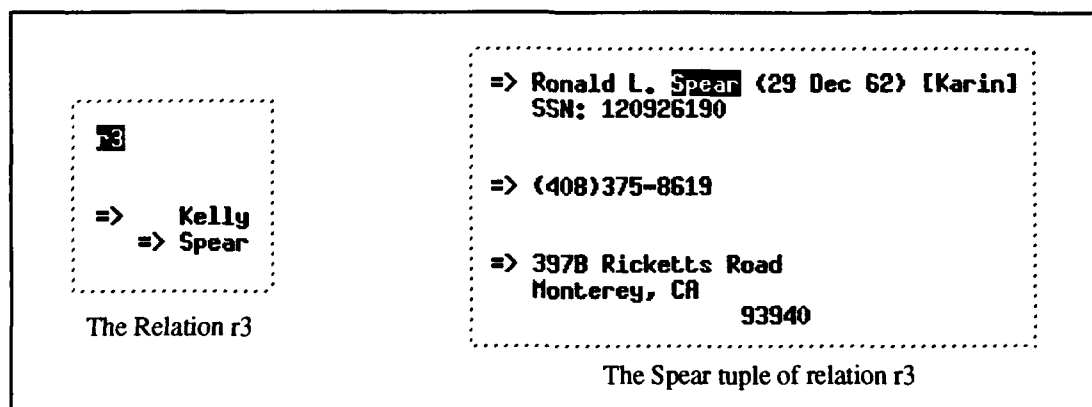 r3
=> Kelly
=> Spear
The Relation r3
=> Ronald L. Spear (29 Dec 62) [Karin]
SSN: 120926190
=> (408)375-8619
=> 397B Ricketts Road
Monterey, CA
93940
The Spear tuple of relation r3